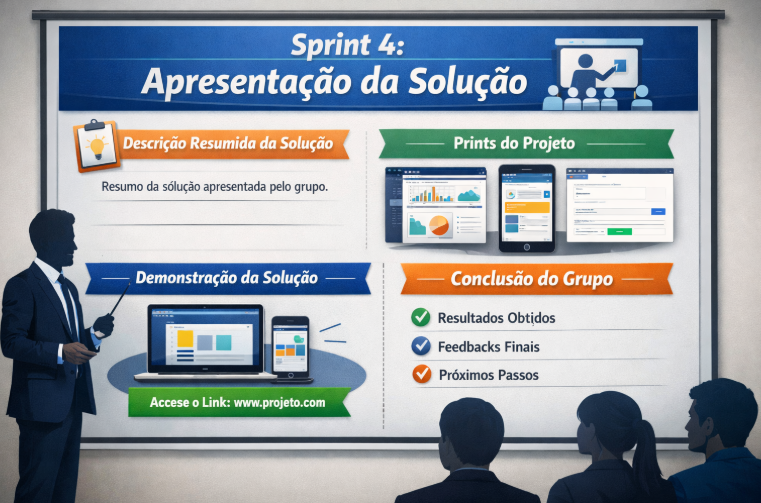 Sprint 4:
Apresentação da Solução
Descrição Resumida da Solução
Resumo da sólução apresentada pelo grupo.
Prints do Projeto
Demonstração da Solução
Accese o Link: www.projeto.com
Conclusão do Grupo
Resultados Obtidos
Feedbacks Finais
Próximos Passos